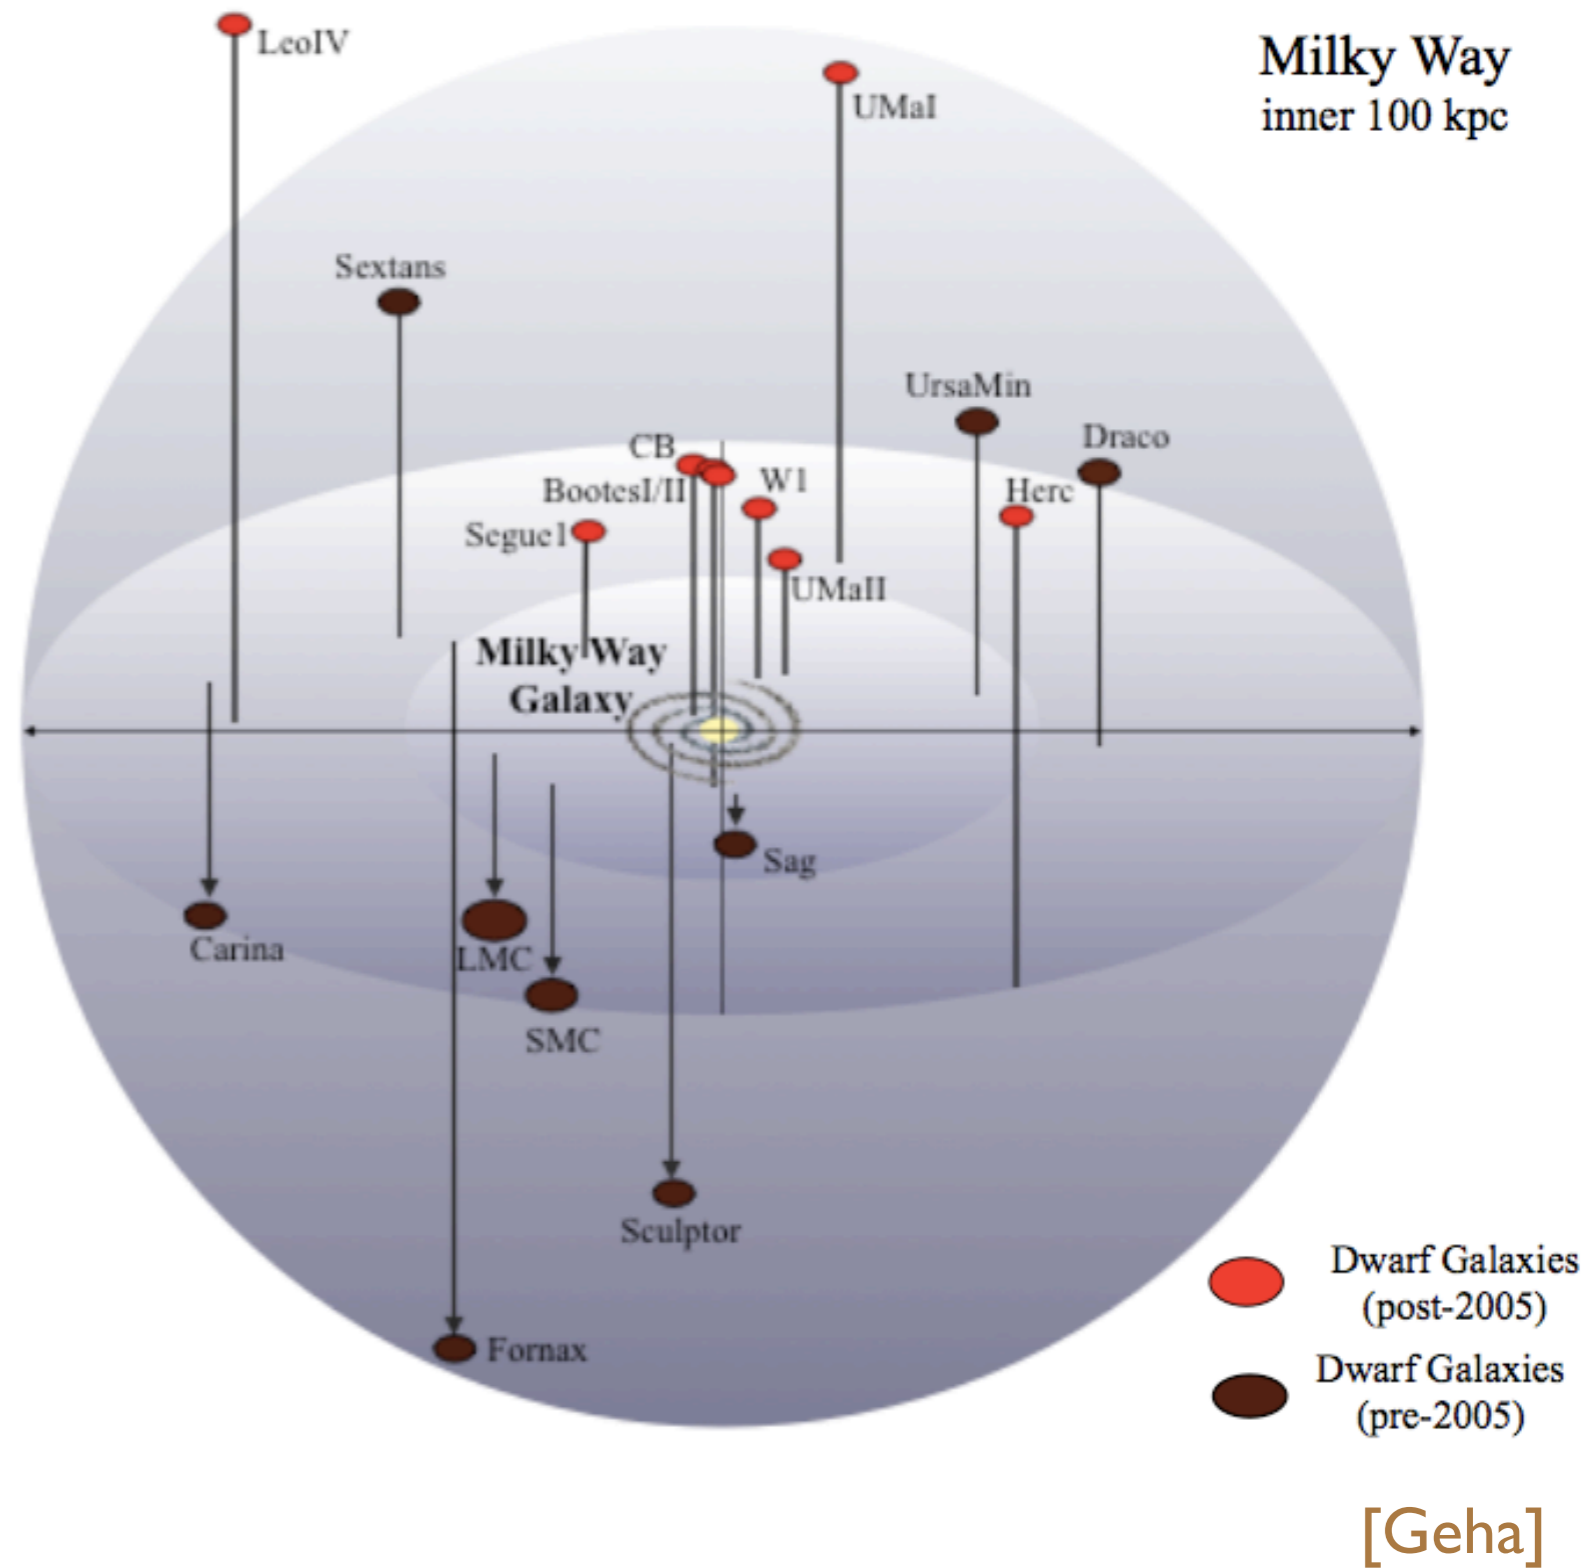 LeoIV
Milky Way
inner 100 kpc
UMaI
Sextans
UrsaMin
Draco
CB
BootesI/II
W1
Herc
Segue1
UMaII
Milky Way
Galaxy
Sag
Carina
LMC
SMC
Sculptor
Fornax
Dwarf Galaxies
(post-2005)
Dwarf Galaxies
(pre-2005)
[Geha]